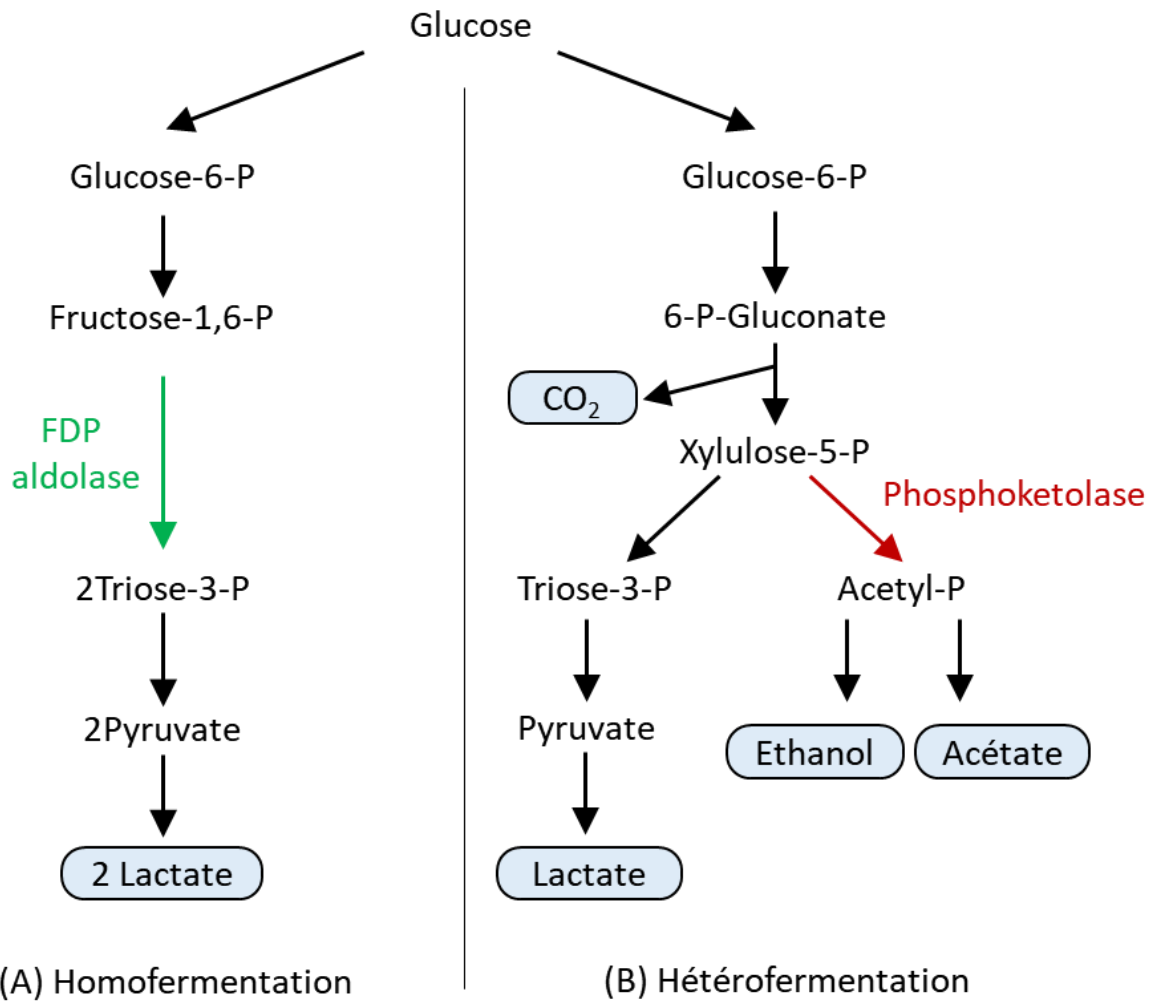 Glucose
Glucose-6-P
Glucose-6-P
Fructose-1,6-P
6-P-Gluconate
CO₂
FDP
aldolase
Xylulose-5-P
Phosphoketolase
2Triose-3-P
Triose-3-P
Acetyl-P
2Pyruvate
Pyruvate
Ethanol
Acétate
2 Lactate
Lactate
(A) Homofermentation
(B) Hétérofermentation